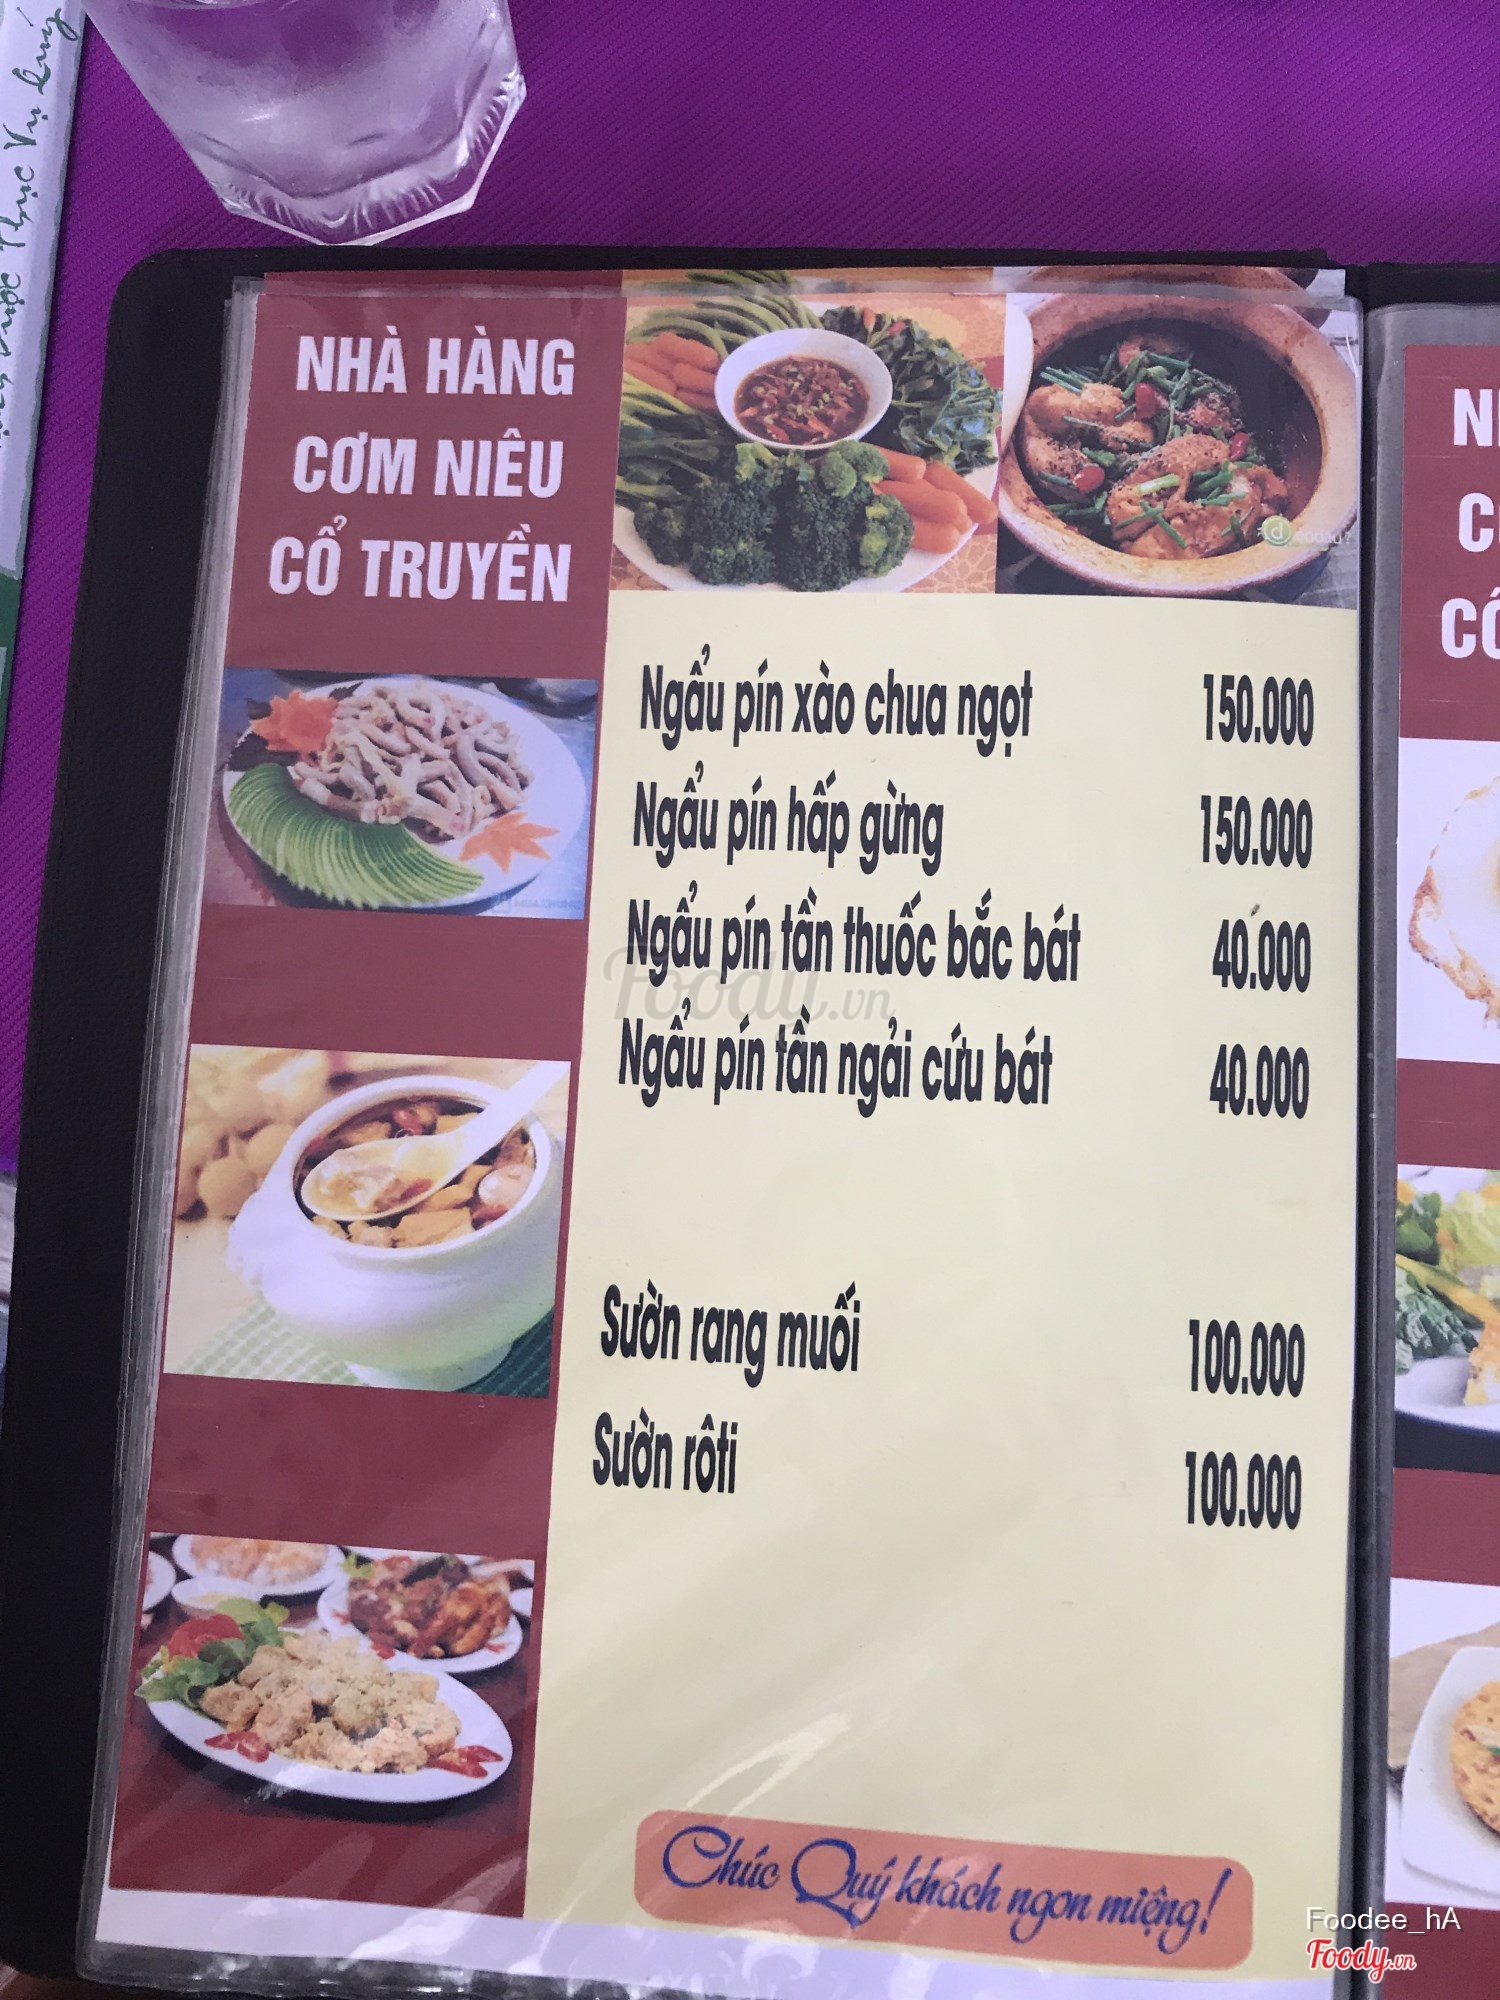 NHÀ HÀNG
CƠM NIÊU
CỔ TRUYỀN
Ngẩu pín xào chua ngọt 150.000
Ngẩu pín hấp gừng 150.000
Ngẩu pín tần thuốc bắc bát 40.000
Ngẩu pín tần ngải cứu bát 40.000
Sườn rang muối 100.000
Sườn rôti 100.000
Chúc Quý khách ngon miệng!
Foody.vn
Foodee_hA
Foody.vn